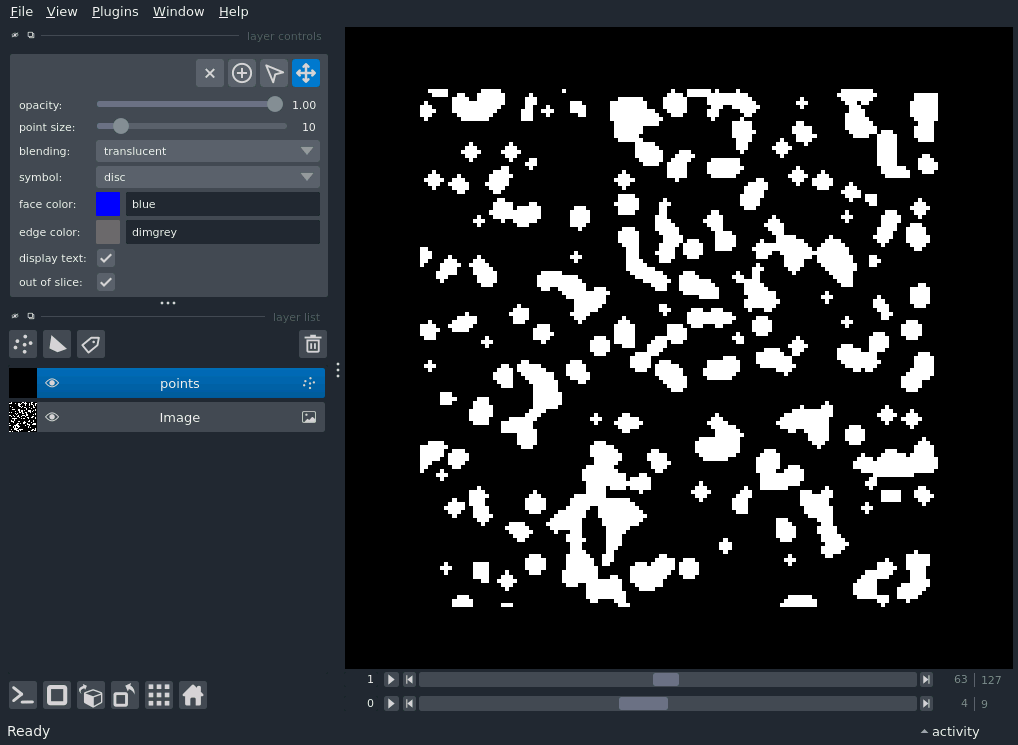 File View Plugins Window Help
layer controls
opacity: 1.00
point size: 10
blending: translucent
symbol: disc
face color: blue
edge color: dimgrey
display text:
out of slice:
layer list
points
Image
1 63 127
0 4 9
Ready activity